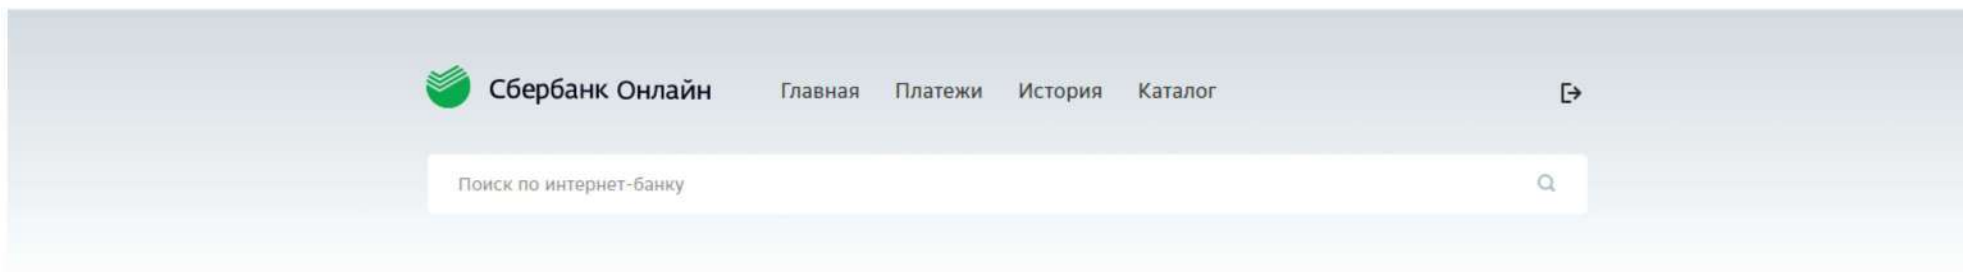 Сбербанк Онлайн Главная Платежи История Каталог
Поиск по интернет-банку